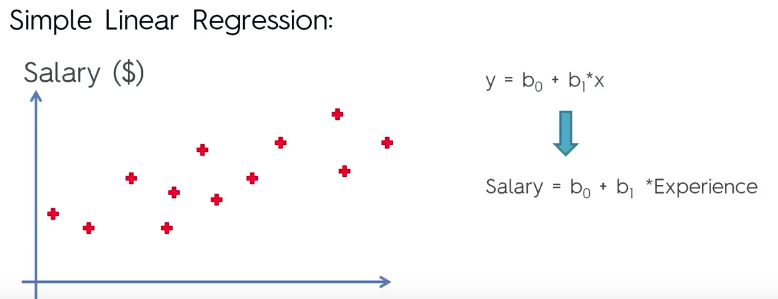 Simple Linear Regression:
Salary ($)
y = b₀ + b₁*x
Salary = b₀ + b₁ *Experience